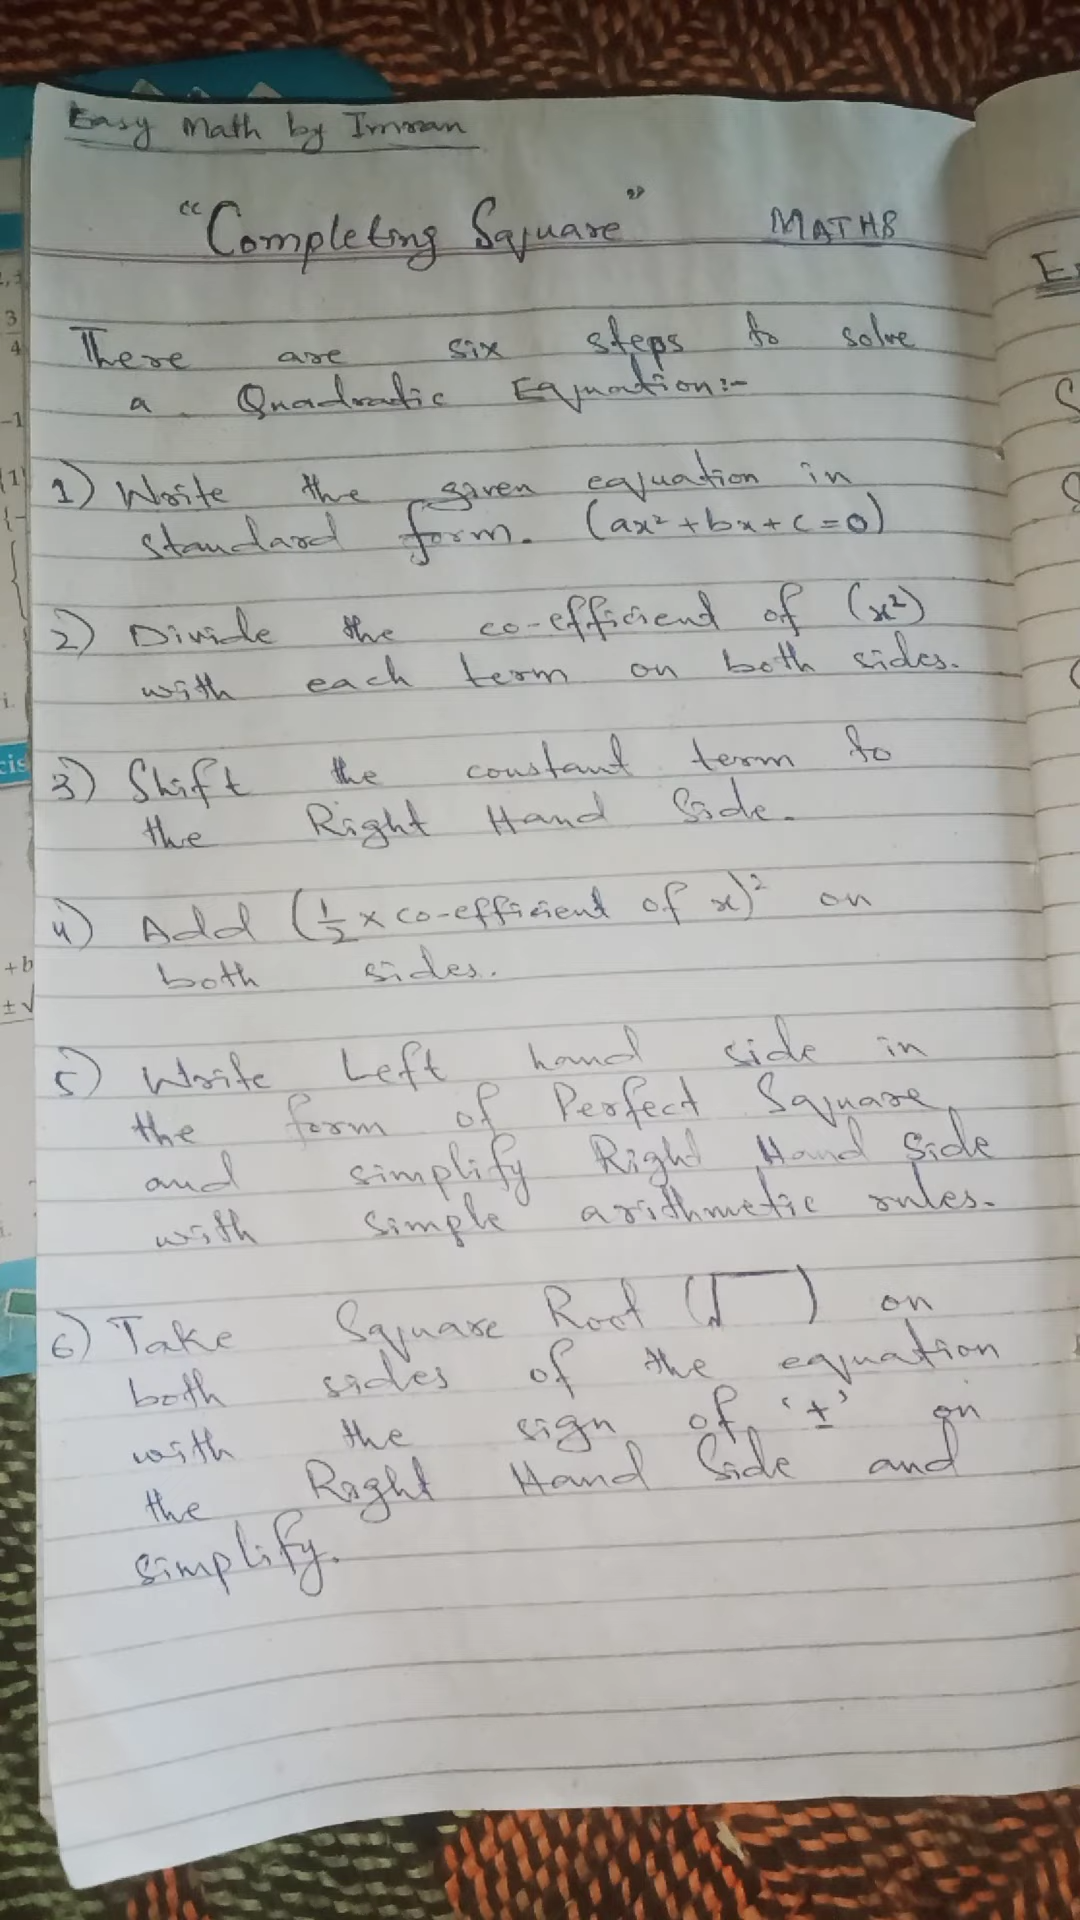 Easy Math by Imran
"Completing Square" MATHS
There are six steps to solve
a Quadratic Equation:-
1) Write the given equation in
standard form. (ax²+bx+c=0)
2) Divide the co-efficient of (x²)
with each term on both sides.
3) Shift the constant term to
the Right Hand Side.
4) Add (1/2 x co-efficient of x)² on
both sides.
5) Write Left hand side in
the form of Perfect Square
and simplify Right Hand Side
with simple arithmetic rules.
6) Take Square Root (√) on
both sides of the equation
with the sign of '±' on
the Right Hand Side and
simplify.